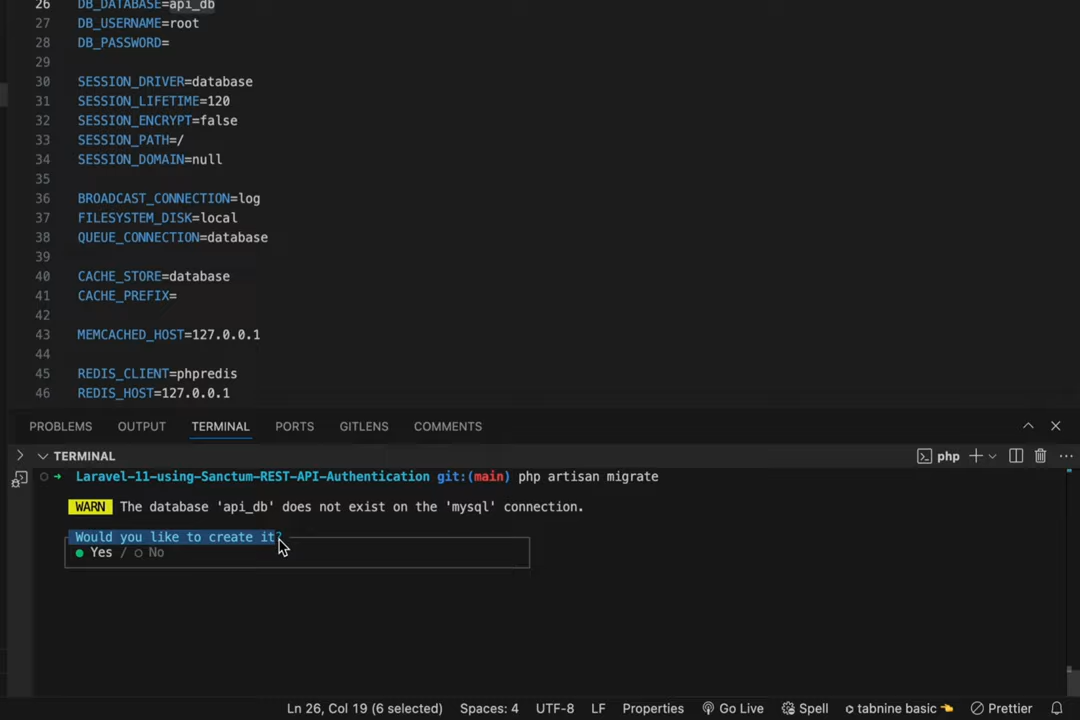 26 DB_DATABASE=api_db
27 DB_USERNAME=root
28 DB_PASSWORD=
29
30 SESSION_DRIVER=database
31 SESSION_LIFETIME=120
32 SESSION_ENCRYPT=false
33 SESSION_PATH=/
34 SESSION_DOMAIN=null
35
36 BROADCAST_CONNECTION=log
37 FILESYSTEM_DISK=local
38 QUEUE_CONNECTION=database
39
40 CACHE_STORE=database
41 CACHE_PREFIX=
42
43 MEMCACHED_HOST=127.0.0.1
44
45 REDIS_CLIENT=phpredis
46 REDIS_HOST=127.0.0.1
PROBLEMS OUTPUT TERMINAL PORTS GITLENS COMMENTS
TERMINAL php
Laravel-11-using-Sanctum-REST-API-Authentication git:(main) php artisan migrate
WARN The database 'api_db' does not exist on the 'mysql' connection.
Would you like to create it?
Yes / No
Ln 26, Col 19 (6 selected) Spaces: 4 UTF-8 LF Properties Go Live Spell tabnine basic Prettier